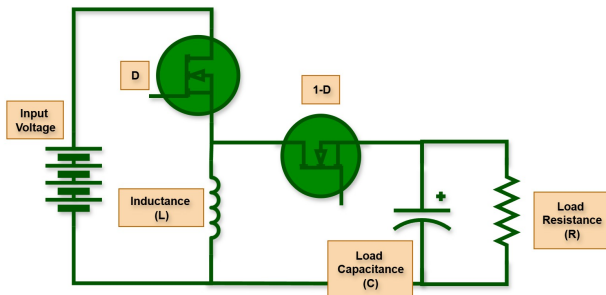 D
1-D
Input
Voltage
Inductance
(L)
Load
Resistance
(R)
Load
Capacitance
(C)
+